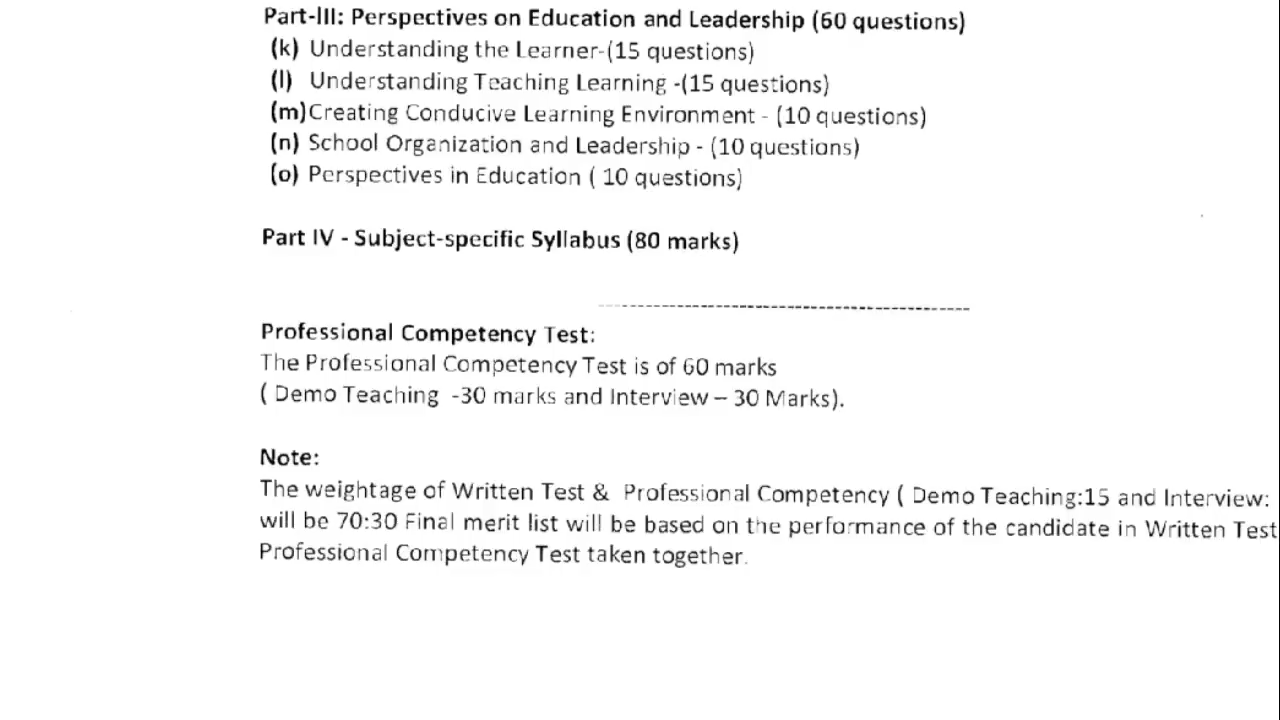 Part-III: Perspectives on Education and Leadership (60 questions)
(k) Understanding the Learner-(15 questions)
(l) Understanding Teaching Learning -(15 questions)
(m)Creating Conducive Learning Environment - (10 questions)
(n) School Organization and Leadership - (10 questions)
(o) Perspectives in Education ( 10 questions)
Part IV - Subject-specific Syllabus (80 marks)
Professional Competency Test:
The Professional Competency Test is of 60 marks
( Demo Teaching -30 marks and Interview – 30 Marks).
Note:
The weightage of Written Test & Professional Competency ( Demo Teaching:15 and Interview:
will be 70:30 Final merit list will be based on the performance of the candidate in Written Test
Professional Competency Test taken together.